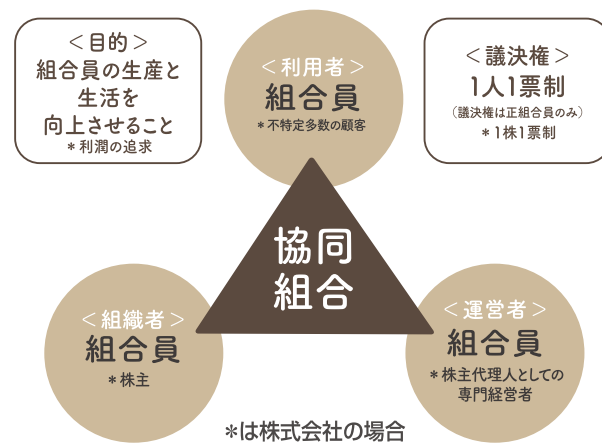 ＜目的＞
組合員の生産と
生活を
向上させること
＊利潤の追求
＜利用者＞
組合員
＊不特定多数の顧客
＜議決権＞
1人1票制
（議決権は正組合員のみ）
＊1株1票制
協同
組合
＜組織者＞
組合員
＊株主
＜運営者＞
組合員
＊株主代理人としての
専門経営者
＊は株式会社の場合